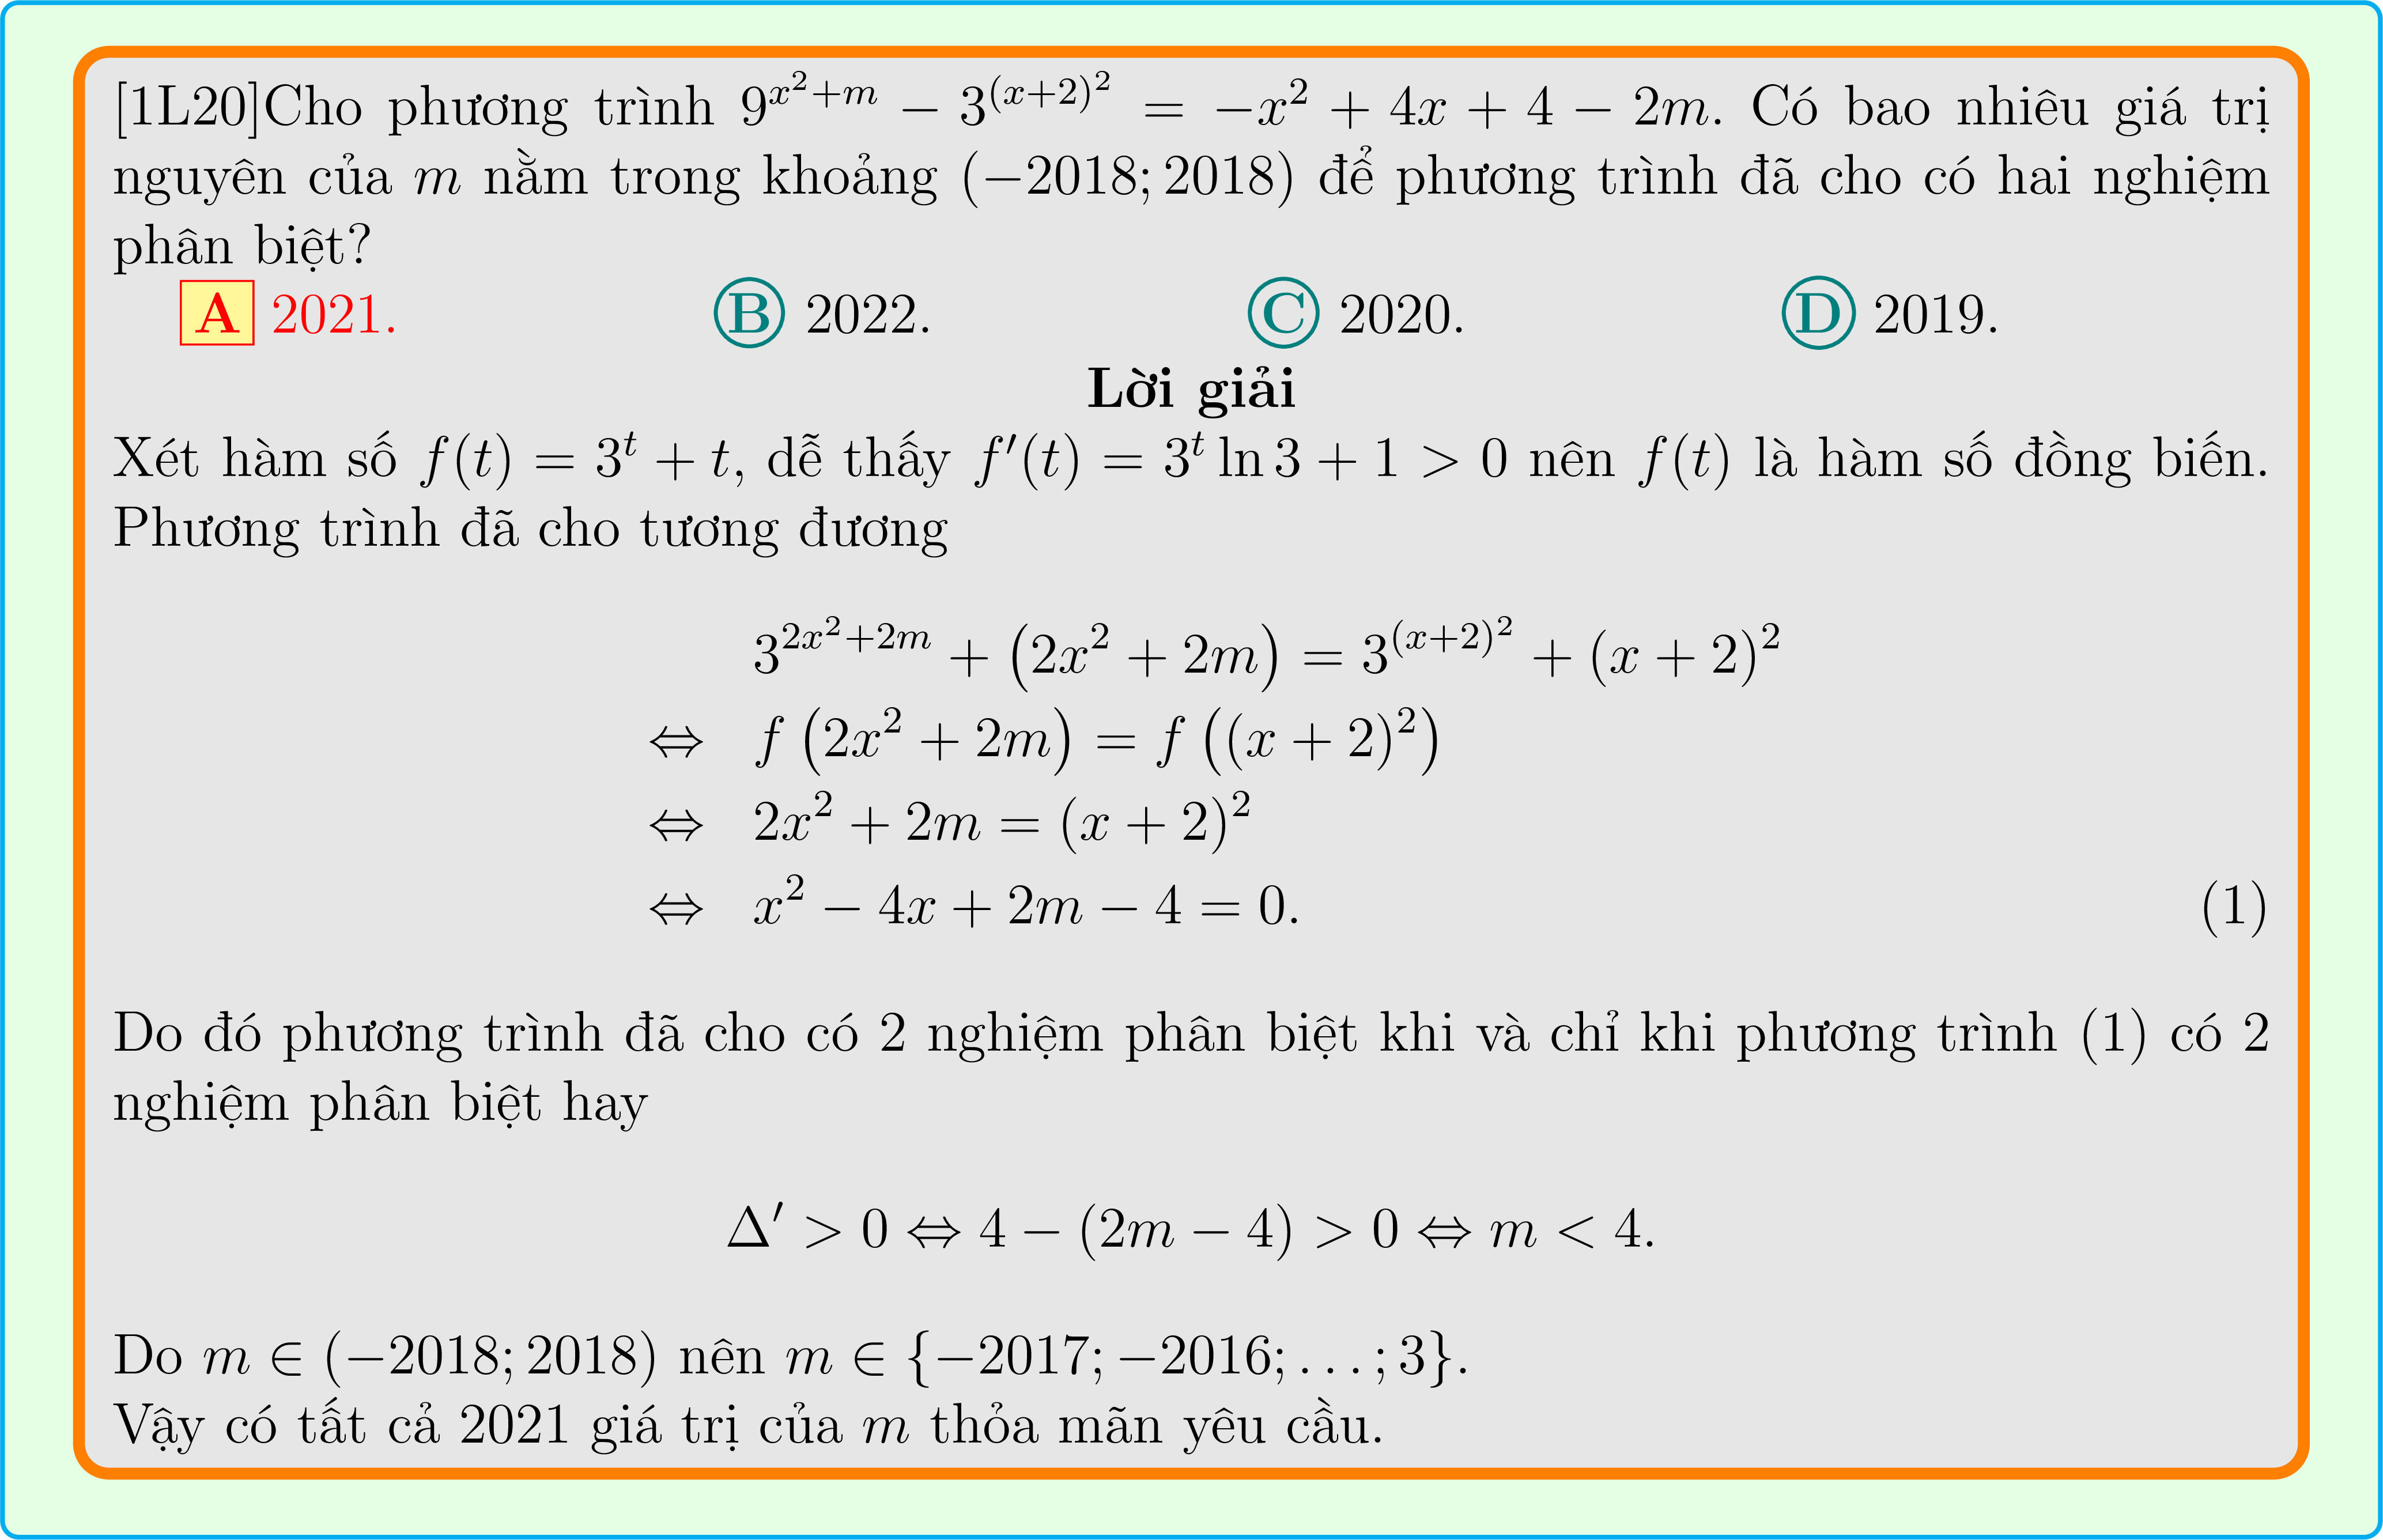 [1L20]Cho phương trình $9^{x^2+m} - 3^{(x+2)^2} = -x^2 + 4x + 4 - 2m$. Có bao nhiêu giá trị
nguyên của $m$ nằm trong khoảng $(-2018; 2018)$ để phương trình đã cho có hai nghiệm
phân biệt?
A 2021. B 2022. C 2020. D 2019.
Lời giải
Xét hàm số $f(t) = 3^t + t$, dễ thấy $f'(t) = 3^t \ln 3 + 1 > 0$ nên $f(t)$ là hàm số đồng biến.
Phương trình đã cho tương đương
$3^{2x^2+2m} + (2x^2 + 2m) = 3^{(x+2)^2} + (x + 2)^2$
$\Leftrightarrow f(2x^2 + 2m) = f((x + 2)^2)$
$\Leftrightarrow 2x^2 + 2m = (x + 2)^2$
$\Leftrightarrow x^2 - 4x + 2m - 4 = 0.$ (1)
Do đó phương trình đã cho có 2 nghiệm phân biệt khi và chỉ khi phương trình (1) có 2
nghiệm phân biệt hay
$\Delta' > 0 \Leftrightarrow 4 - (2m - 4) > 0 \Leftrightarrow m < 4.$
Do $m \in (-2018; 2018)$ nên $m \in \{-2017; -2016; \ldots; 3\}$.
Vậy có tất cả 2021 giá trị của $m$ thỏa mãn yêu cầu.